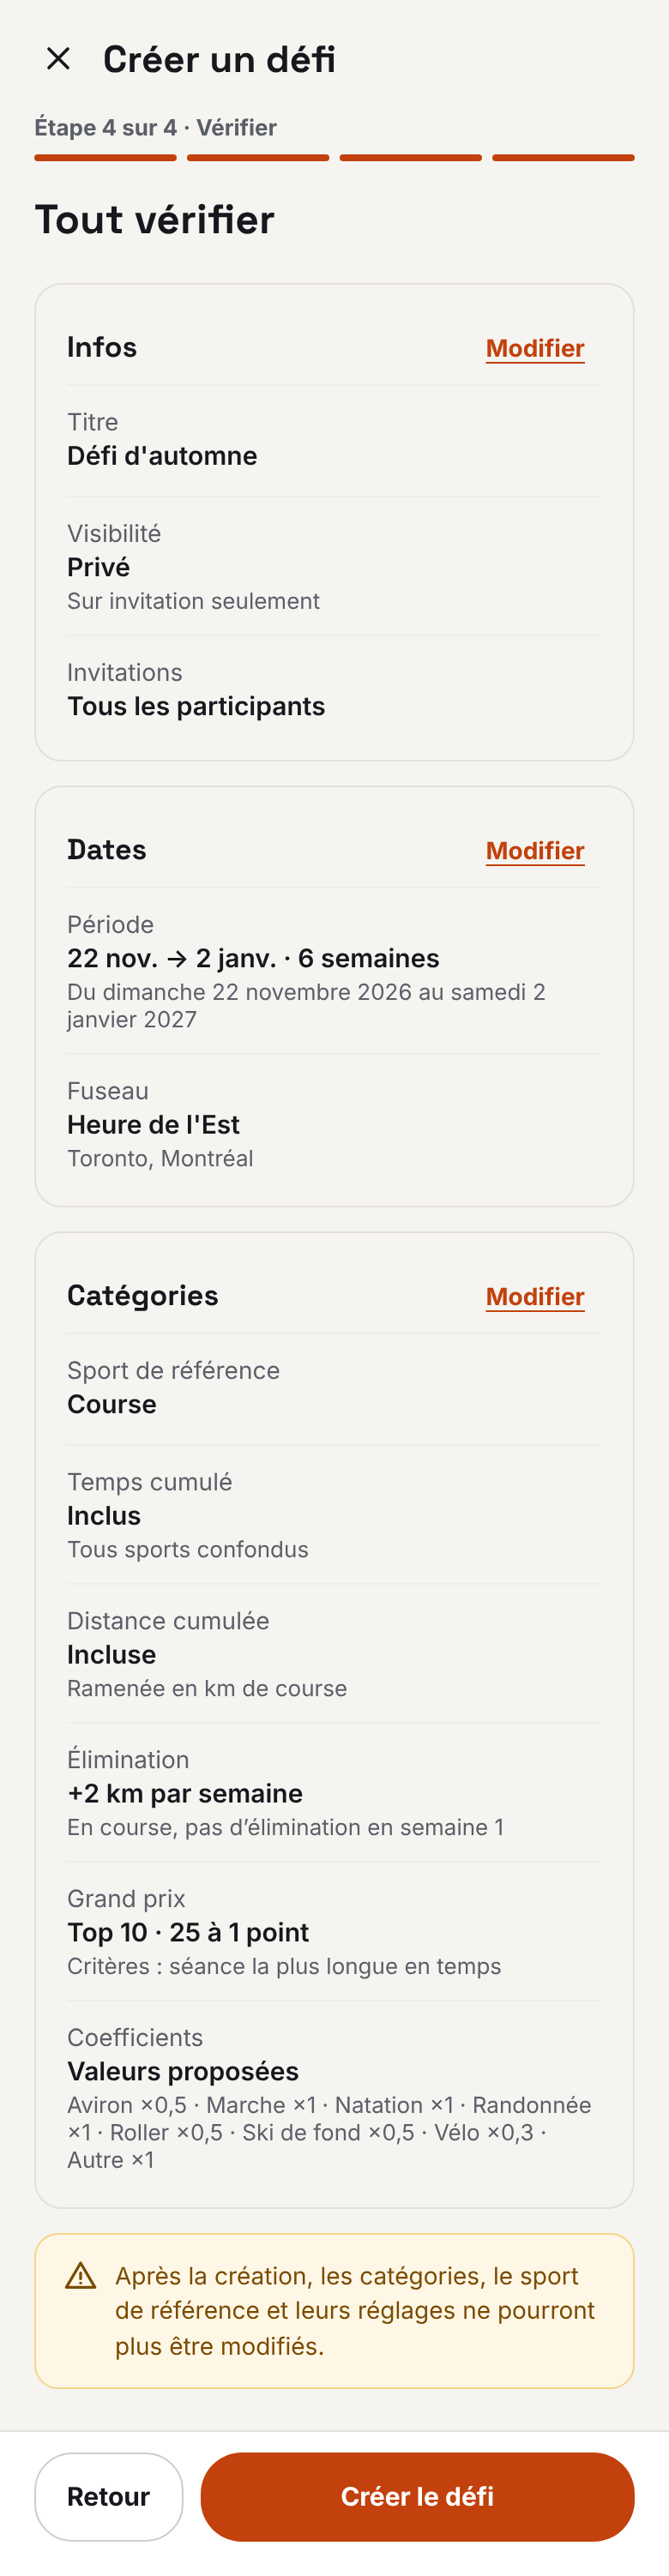 Créer un défi
Étape 4 sur 4 · Vérifier
Tout vérifier
Infos
Modifier
Titre
Défi d'automne
Visibilité
Privé
Sur invitation seulement
Invitations
Tous les participants
Dates
Modifier
Période
22 nov. → 2 janv. · 6 semaines
Du dimanche 22 novembre 2026 au samedi 2
janvier 2027
Fuseau
Heure de l'Est
Toronto, Montréal
Catégories
Modifier
Sport de référence
Course
Temps cumulé
Inclus
Tous sports confondus
Distance cumulée
Incluse
Ramenée en km de course
Élimination
+2 km par semaine
En course, pas d’élimination en semaine 1
Grand prix
Top 10 · 25 à 1 point
Critères : séance la plus longue en temps
Coefficients
Valeurs proposées
Aviron ×0,5 · Marche ×1 · Natation ×1 · Randonnée
×1 · Roller ×0,5 · Ski de fond ×0,5 · Vélo ×0,3 ·
Autre ×1
Après la création, les catégories, le sport
de référence et leurs réglages ne pourront
plus être modifiés.
Retour
Créer le défi